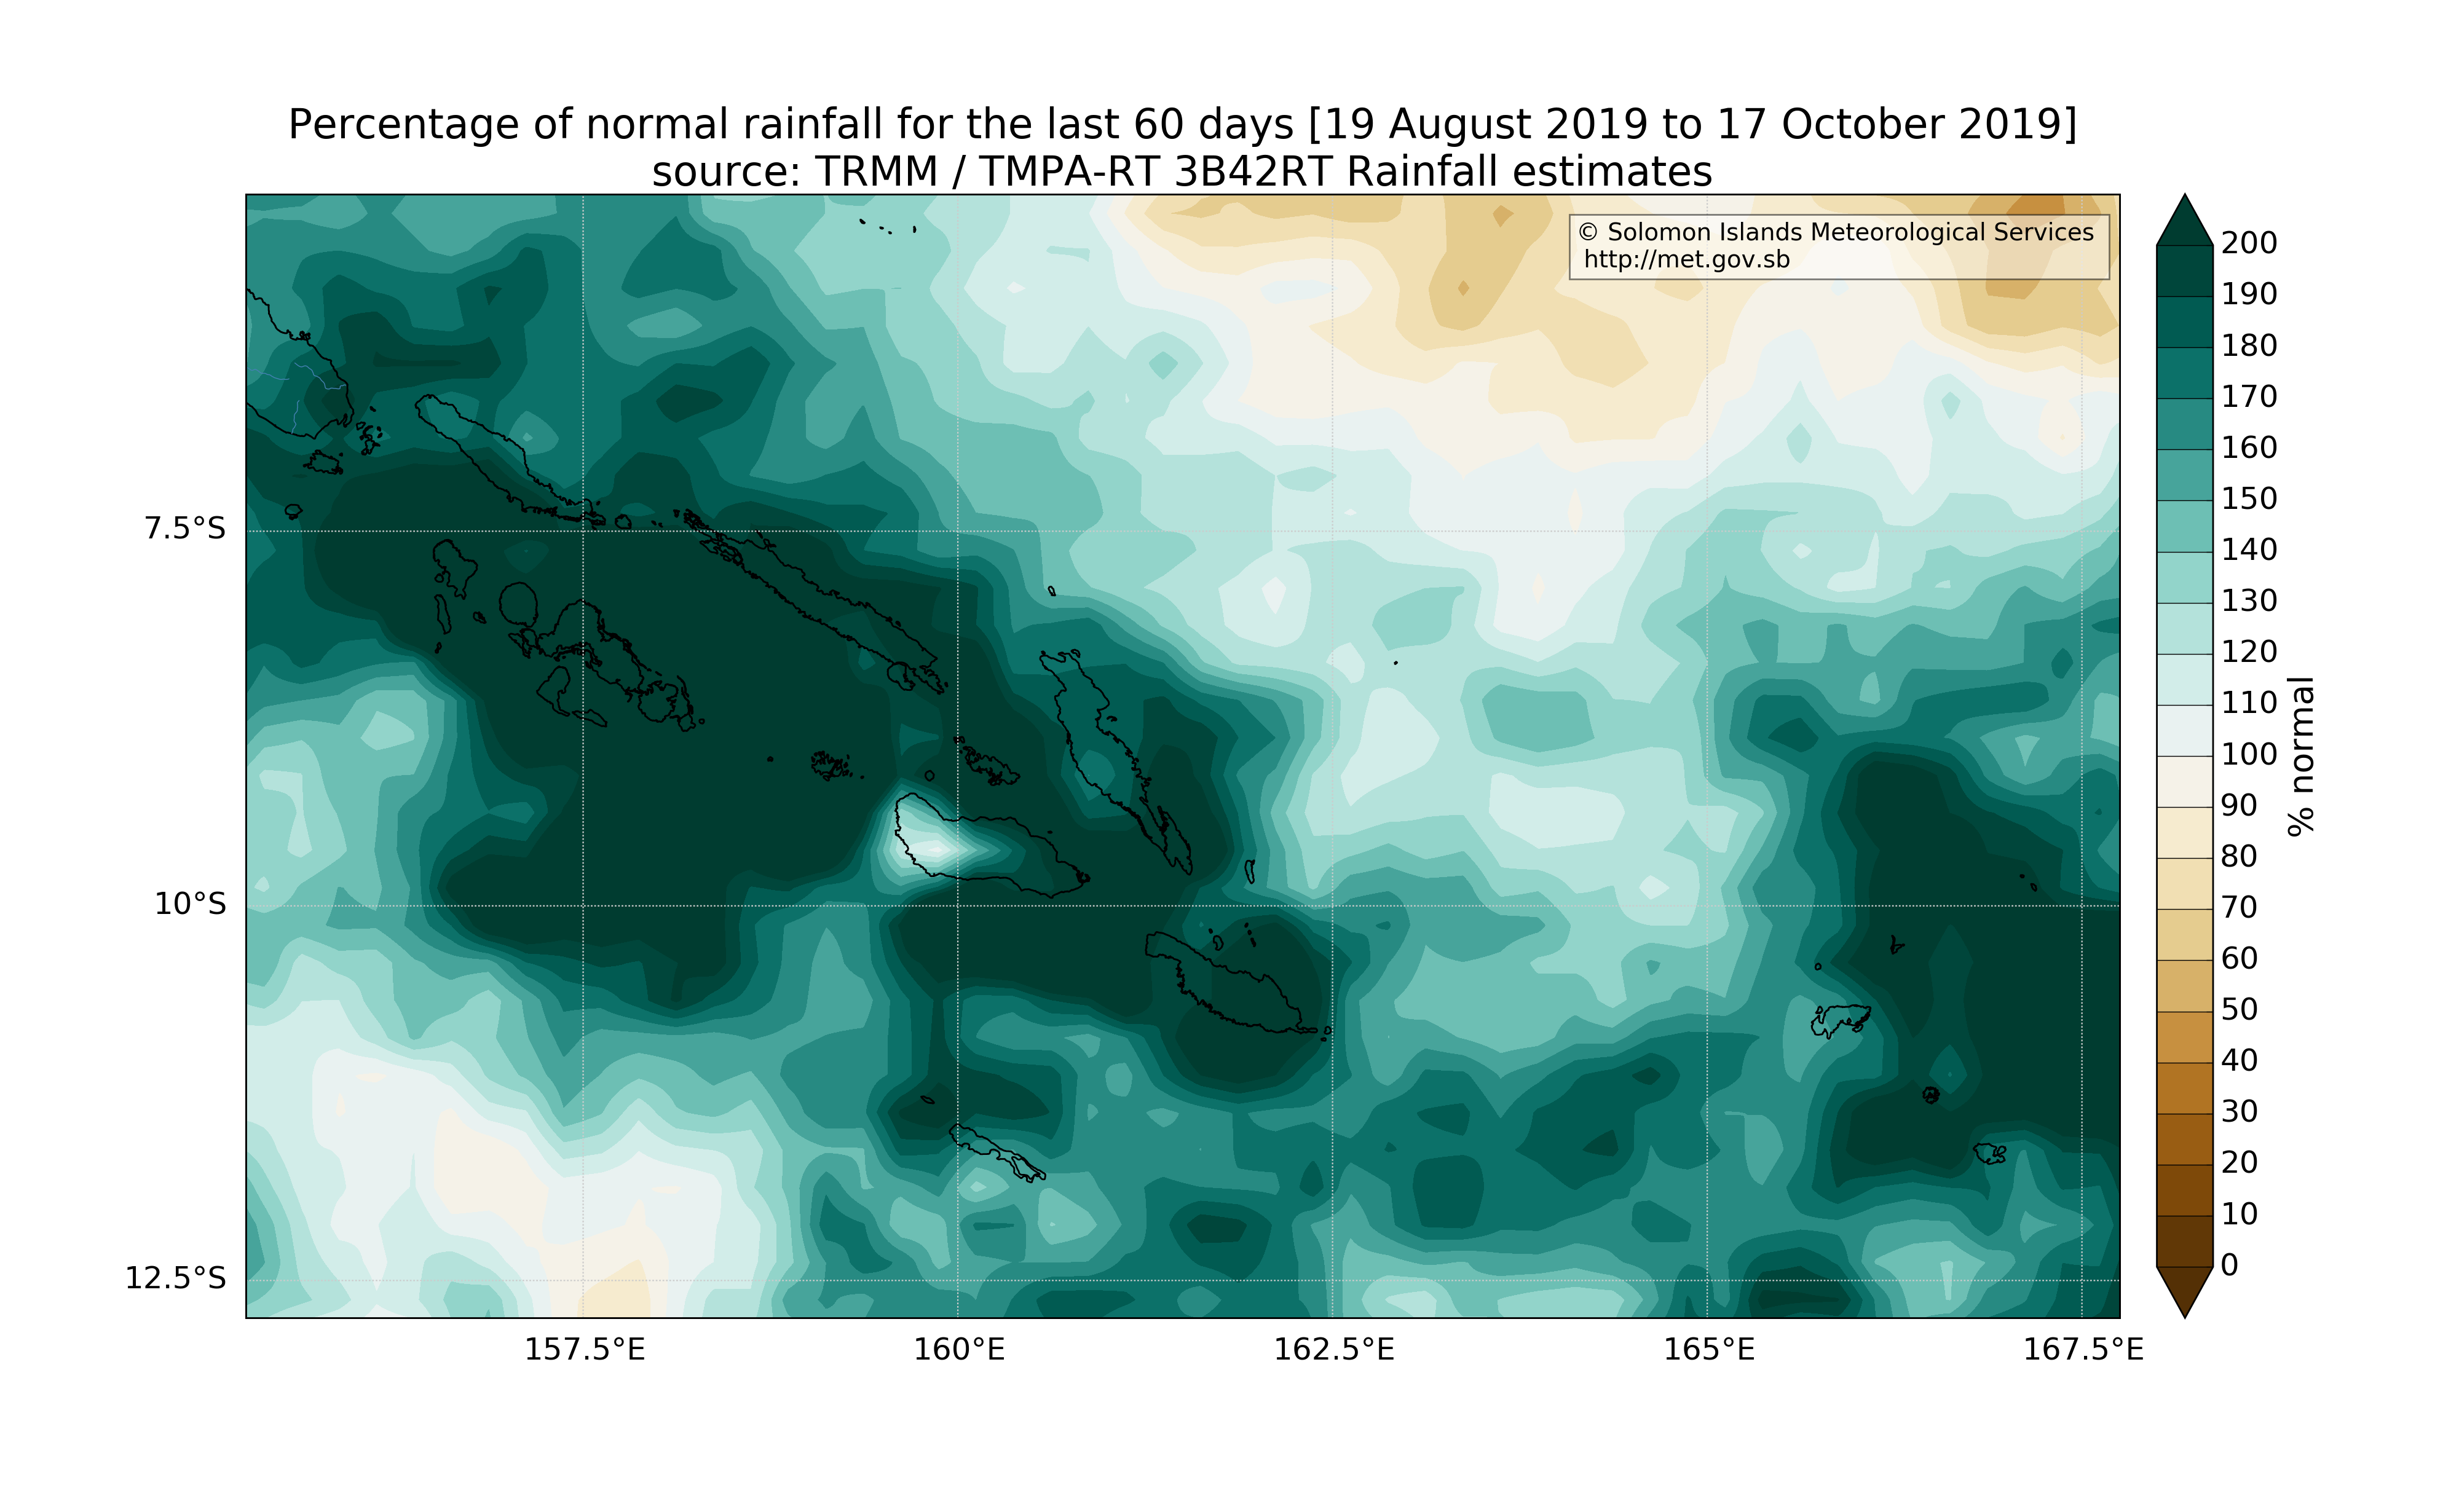 Percentage of normal rainfall for the last 60 days [19 August 2019 to 17 October 2019]
source: TRMM / TMPA-RT 3B42RT Rainfall estimates
© Solomon Islands Meteorological Services
http://met.gov.sb
7.5°S
10°S
12.5°S
157.5°E
160°E
162.5°E
165°E
167.5°E
200
190
180
170
160
150
140
130
120
110
100
90
80
70
60
50
40
30
20
10
0
% normal